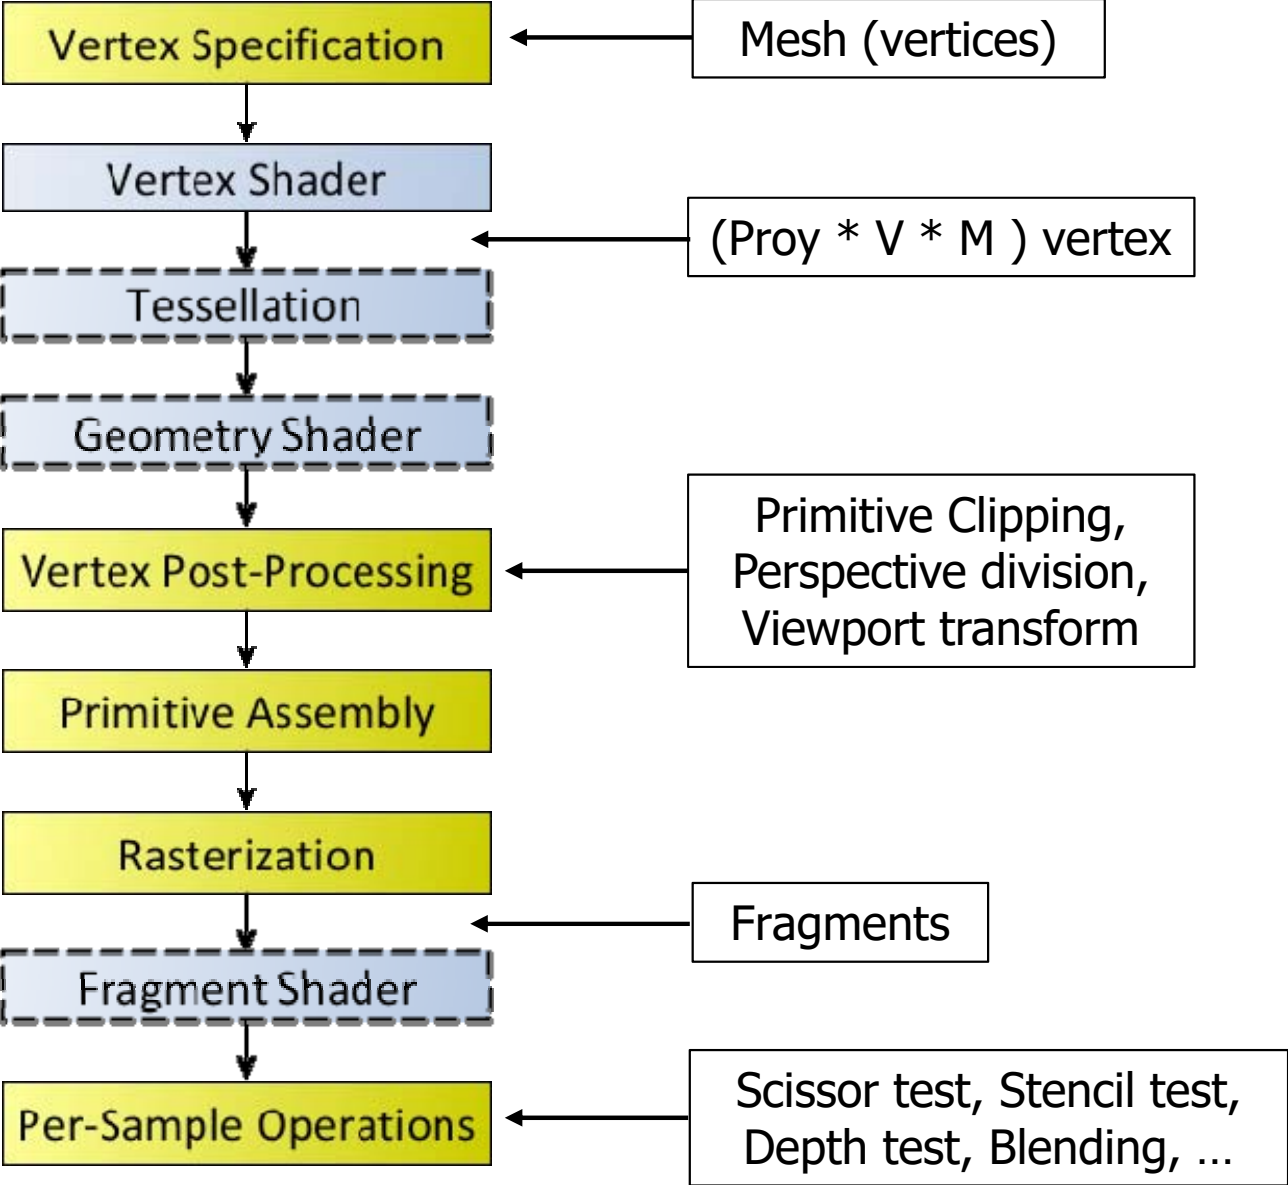 Vertex Specification
Mesh (vertices)
Vertex Shader
(Proy * V * M ) vertex
Tessellation
Geometry Shader
Primitive Clipping,
Perspective division,
Viewport transform
Vertex Post-Processing
Primitive Assembly
Rasterization
Fragments
Fragment Shader
Scissor test, Stencil test,
Depth test, Blending, ...
Per-Sample Operations